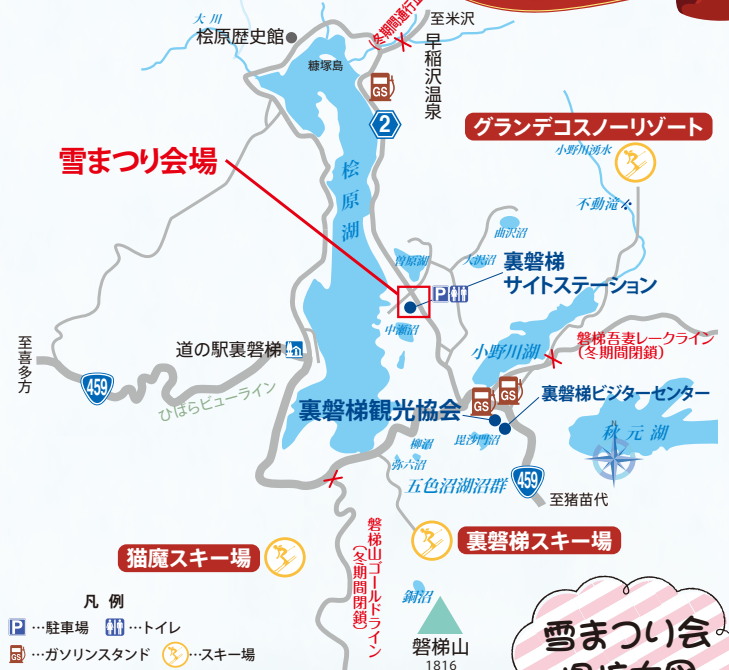 大川
桧原歴史館
糠塚島
至米沢
早稲沢温泉
GS
2
グランデコスノーリゾート
小野川湧水
不動滝
雪まつり会場
桧原湖
曲沢沼
曽原湖
大沢沼
裏磐梯
サイトステーション
P
中瀬沼
小野川湖
磐梯吾妻レークライン
（冬期間閉鎖）
至喜多方
道の駅裏磐梯
459
ひばらビューライン
裏磐梯観光協会
GS
GS
裏磐梯ビジターセンター
秋元湖
柳沼
毘沙門沼
弥六沼
五色沼湖沼群
459
至猪苗代
猫魔スキー場
磐梯山ゴールドライン
（冬期間閉鎖）
裏磐梯スキー場
銅沼
磐梯山
1816
凡例
P …駐車場 …トイレ
GS …ガソリンスタンド …スキー場
雪まつり会